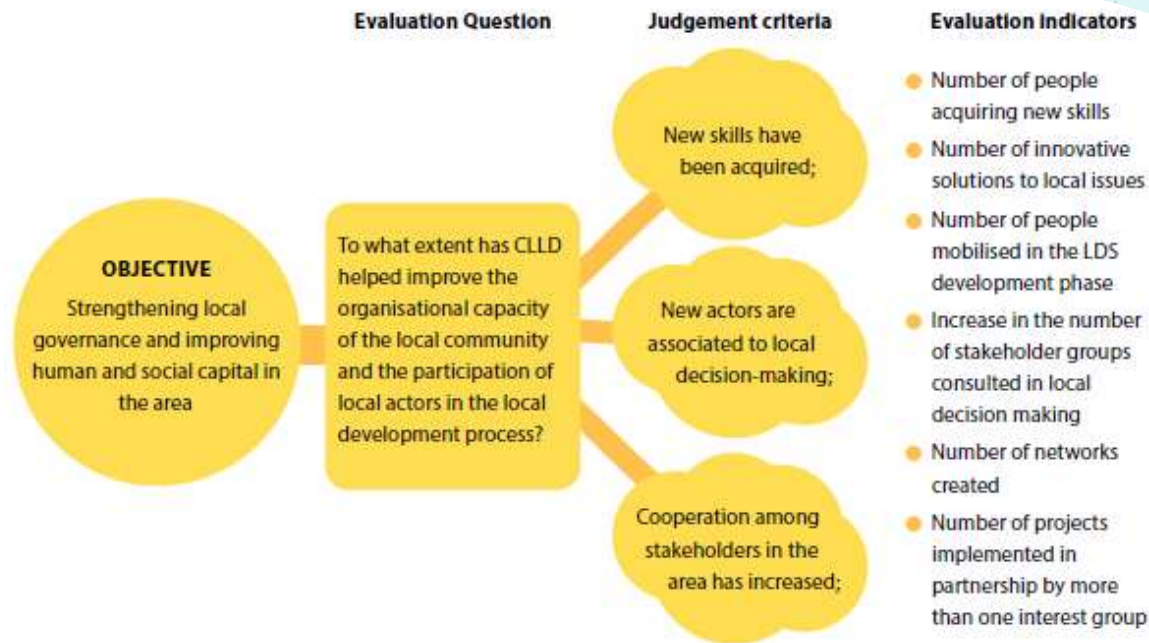 Evaluation Question
Judgement criteria
Evaluation indicators
OBJECTIVE
Strengthening local
governance and improving
human and social capital in
the area
To what extent has CLLD
helped improve the
organisational capacity
of the local community
and the participation of
local actors in the local
development process?
New skills have
been acquired;
New actors are
associated to local
decision-making;
Cooperation among
stakeholders in the
area has increased;
Number of people
acquiring new skills
Number of innovative
solutions to local issues
Number of people
mobilised in the LDS
development phase
Increase in the number
of stakeholder groups
consulted in local
decision making
Number of networks
created
Number of projects
implemented in
partnership by more
than one interest group